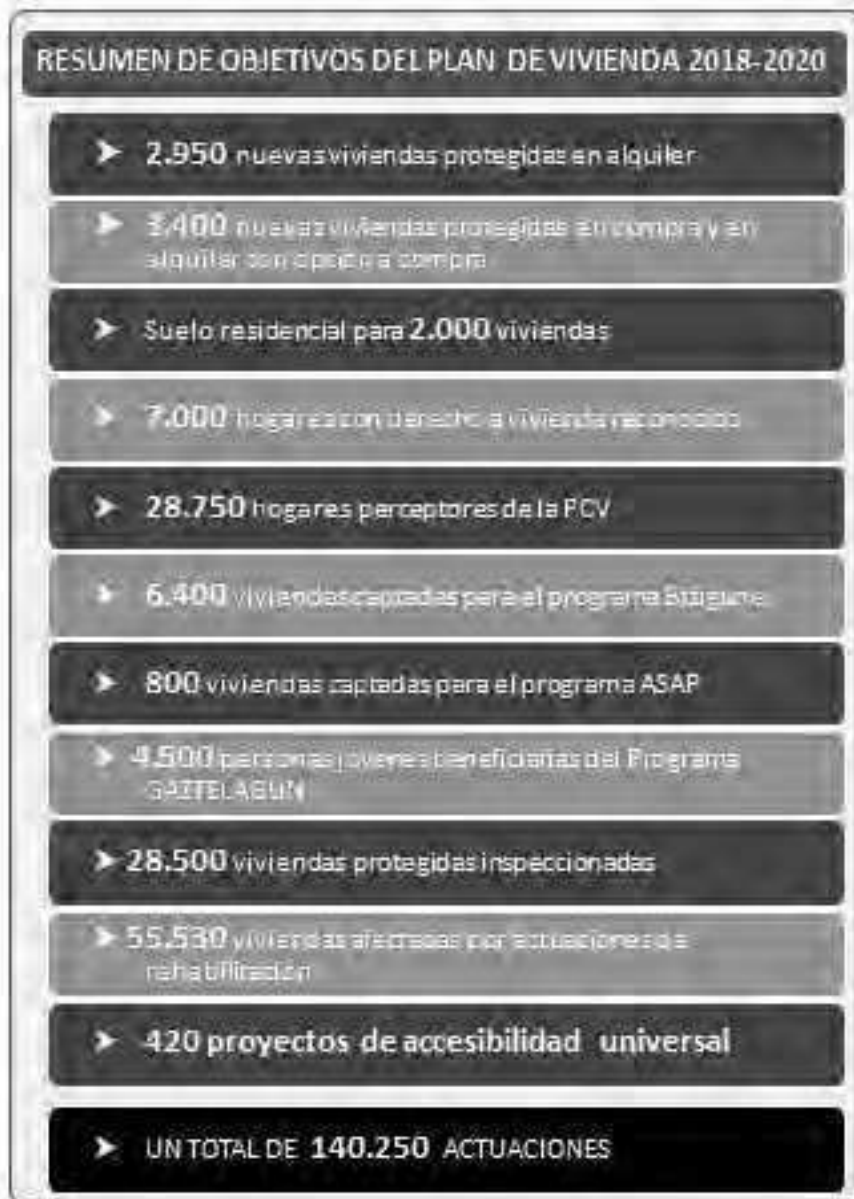 RESUMEN DE OBJETIVOS DEL PLAN DE VIVIENDA 2018-2020
➤ 2.950 nuevas viviendas protegidas en alquiler
➤ 3.400 nuevas viviendas protegidas en compra y en
alquiler con opción a compra
➤ Suelo residencial para 2.000 viviendas
➤ 7.000 hogares con derecho a vivienda reconocido
➤ 28.750 hogares perceptores de la PCV
➤ 6.400 viviendas captadas para el programa Bizigune
➤ 800 viviendas captadas para el programa ASAP
➤ 4.500 personas jovenes beneficiarias del Programa
GAZTELAGUN
➤ 28.500 viviendas protegidas inspeccionadas
➤ 55.530 viviendas afectadas por actuaciones de
rehabilitación
➤ 420 proyectos de accesibilidad universal
➤ UN TOTAL DE 140.250 ACTUACIONES